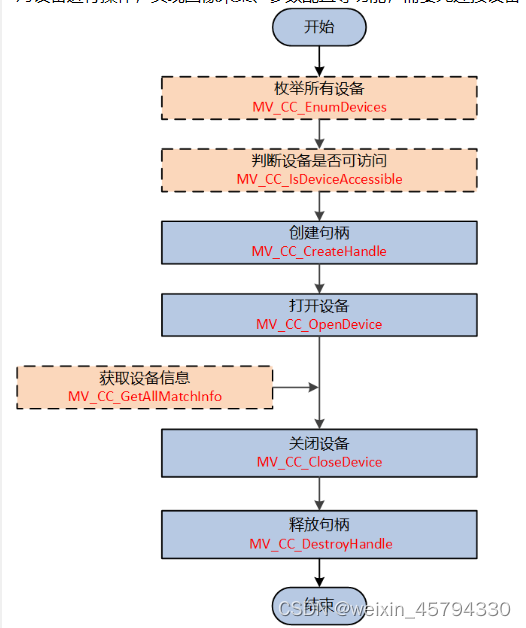 开始
枚举所有设备
MV_CC_EnumDevices
判断设备是否可访问
MV_CC_IsDeviceAccessible
创建句柄
MV_CC_CreateHandle
打开设备
MV_CC_OpenDevice
获取设备信息
MV_CC_GetAllMatchInfo
关闭设备
MV_CC_CloseDevice
释放句柄
MV_CC_DestroyHandle
结束
CSDN @weixin_45794330